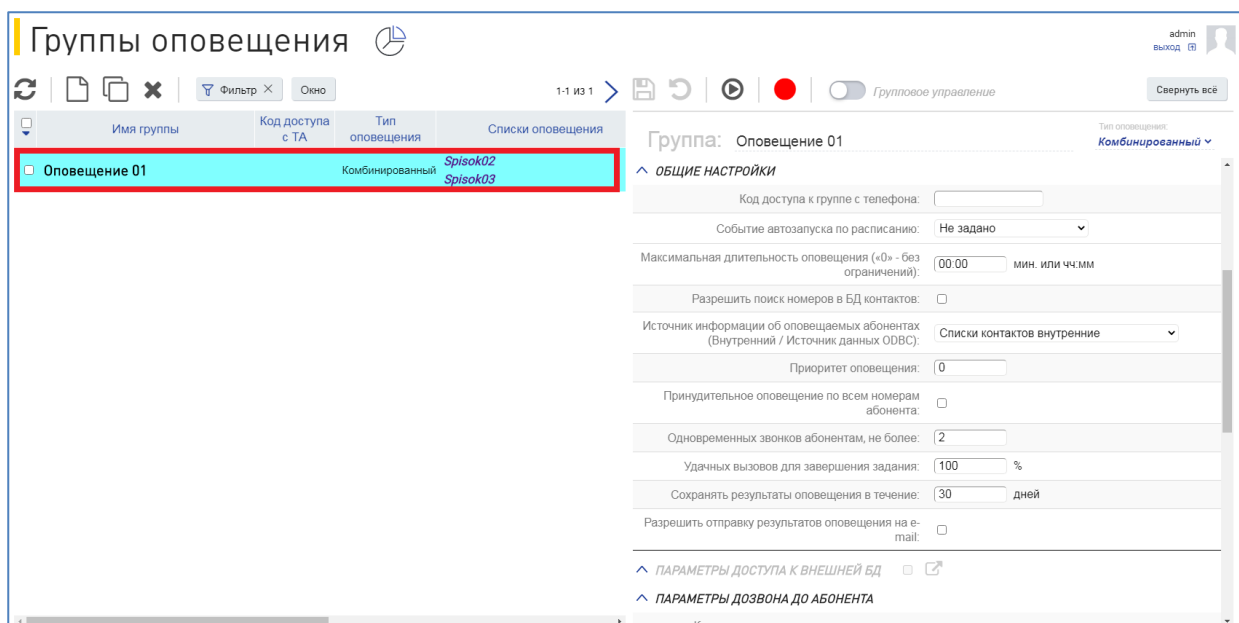 Группы оповещения
admin
выход
Фильтр
Окно
1-1 из 1
Групповое управление
Свернуть всё
Имя группы
Код доступа с ТА
Тип оповещения
Списки оповещения
Оповещение 01
Комбинированный
Spisok02
Spisok03
Группа: Оповещение 01
Тип оповещения:
Комбинированный
ОБЩИЕ НАСТРОЙКИ
Код доступа к группе с телефона:
Событие автозапуска по расписанию: Не задано
Максимальная длительность оповещения («0» - без
ограничений): 00:00 мин. или чч:мм
Разрешить поиск номеров в БД контактов:
Источник информации об оповещаемых абонентах
(Внутренний / Источник данных ODBC): Списки контактов внутренние
Приоритет оповещения: 0
Принудительное оповещение по всем номерам
абонента:
Одновременных звонков абонентам, не более: 2
Удачных вызовов для завершения задания: 100 %
Сохранять результаты оповещения в течение: 30 дней
Разрешить отправку результатов оповещения на e-
mail:
ПАРАМЕТРЫ ДОСТУПА К ВНЕШНЕЙ БД
ПАРАМЕТРЫ ДОЗВОНА ДО АБОНЕНТА